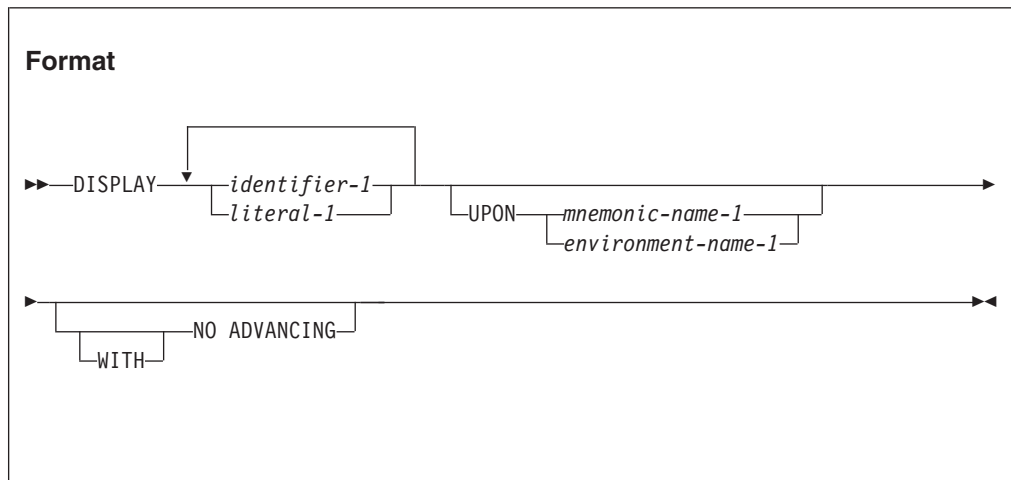 Format
DISPLAY identifier-1
literal-1
UPON mnemonic-name-1
environment-name-1
NO ADVANCING
WITH